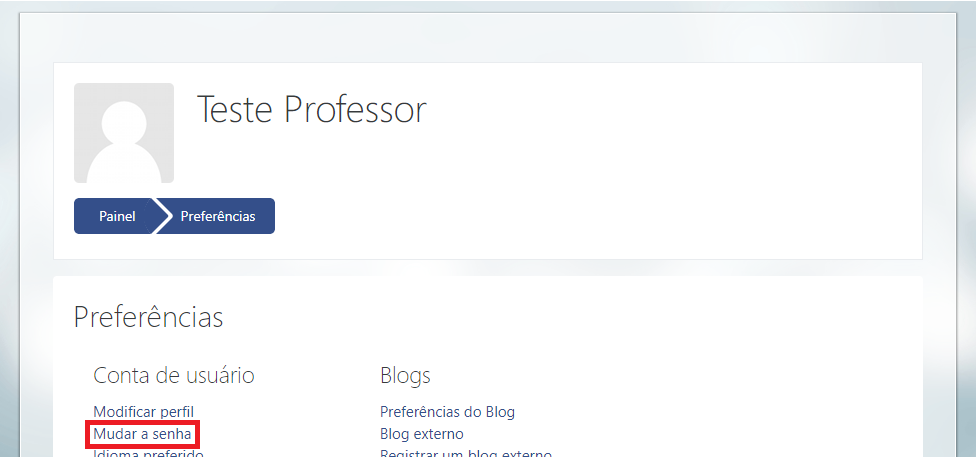 Teste Professor
Painel Preferências
Preferências
Conta de usuário
Modificar perfil
Mudar a senha
Idioma preferido
Blogs
Preferências do Blog
Blog externo
Registrar um blog externo